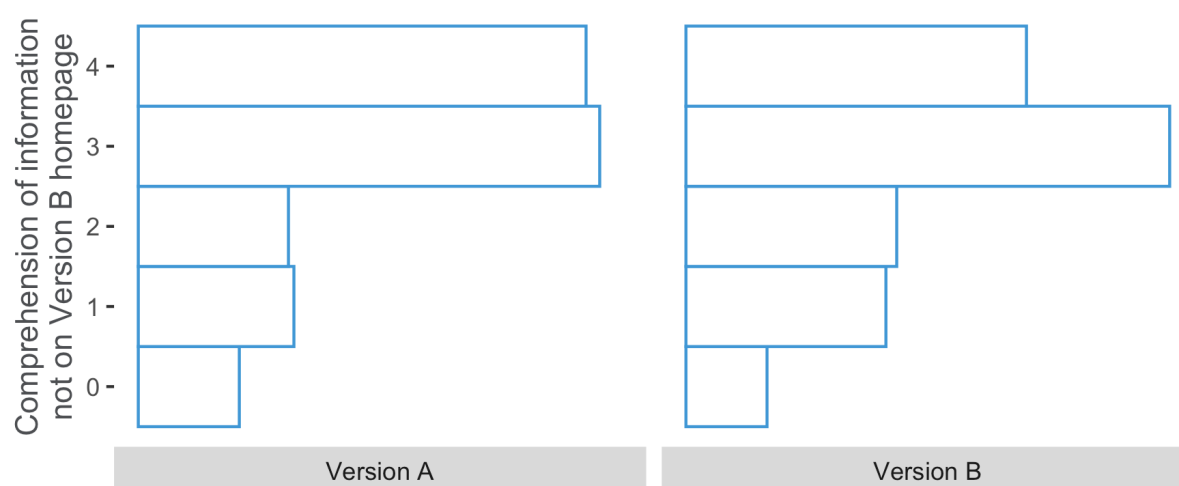 Comprehension of information
not on Version B homepage
4
3
2
1
0
Version A
Version B